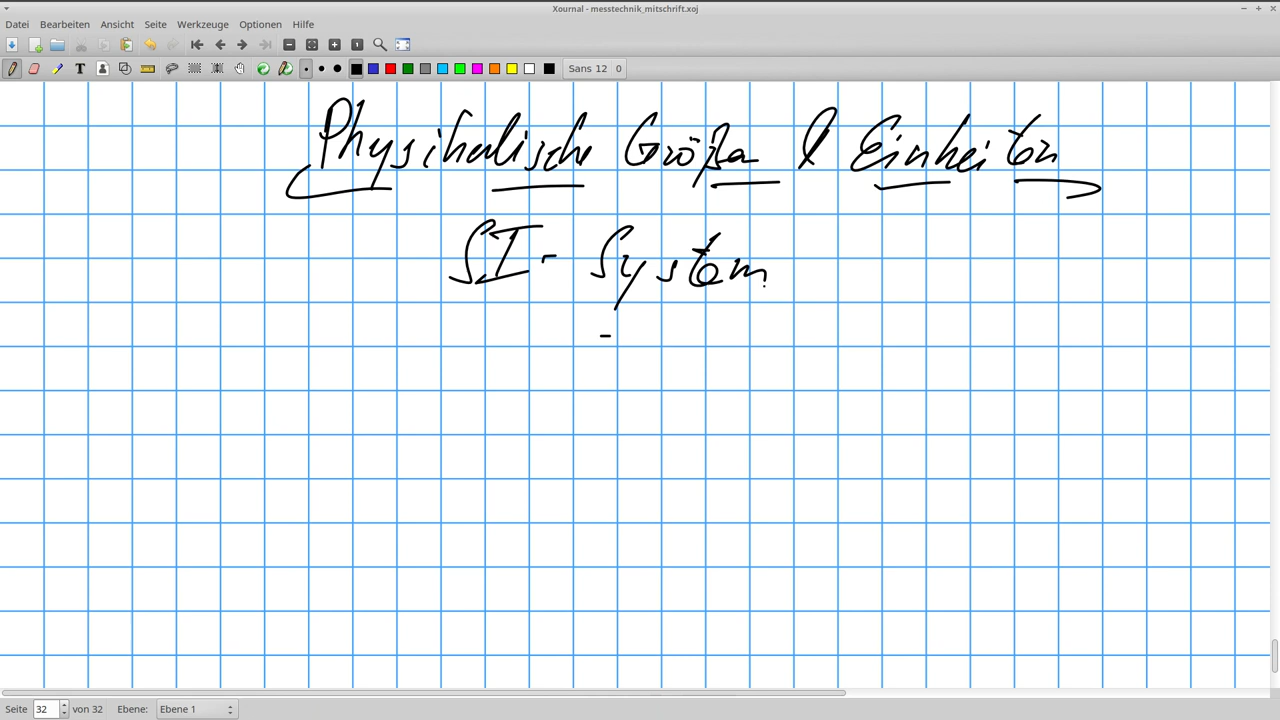 Xournal - messtechnik_mitschrift.xoj
Datei Bearbeiten Ansicht Seite Werkzeuge Optionen Hilfe
Sans 12 0
Physikalische Größen & Einheiten
SI - System
-
Seite 32 von 32 Ebene: Ebene 1